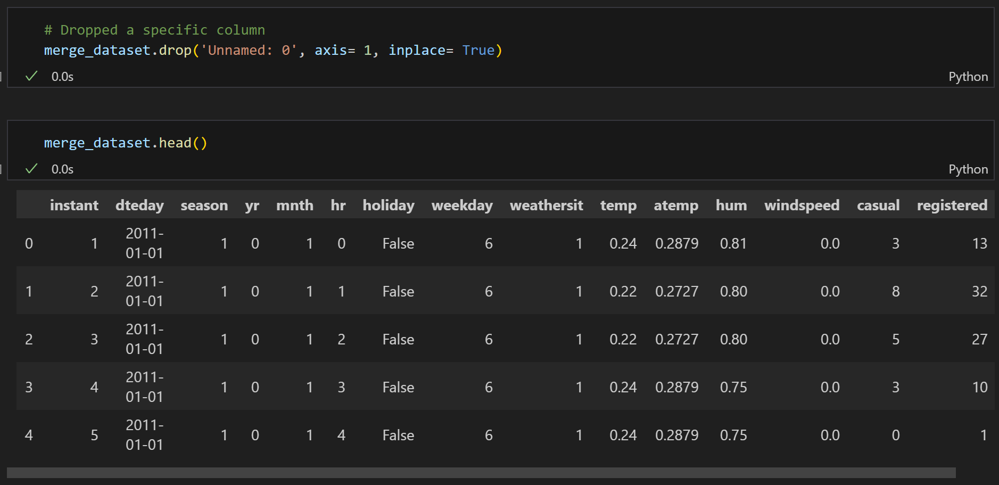 # Dropped a specific column
merge_dataset.drop('Unnamed: 0', axis= 1, inplace= True)
0.0s
Python
merge_dataset.head()
0.0s
Python
instant dteday season yr mnth hr holiday weekday weathersit temp atemp hum windspeed casual registered
0 1 2011-01-01 1 0 1 0 False 6 1 0.24 0.2879 0.81 0.0 3 13
1 2 2011-01-01 1 0 1 1 False 6 1 0.22 0.2727 0.80 0.0 8 32
2 3 2011-01-01 1 0 1 2 False 6 1 0.22 0.2727 0.80 0.0 5 27
3 4 2011-01-01 1 0 1 3 False 6 1 0.24 0.2879 0.75 0.0 3 10
4 5 2011-01-01 1 0 1 4 False 6 1 0.24 0.2879 0.75 0.0 0 1